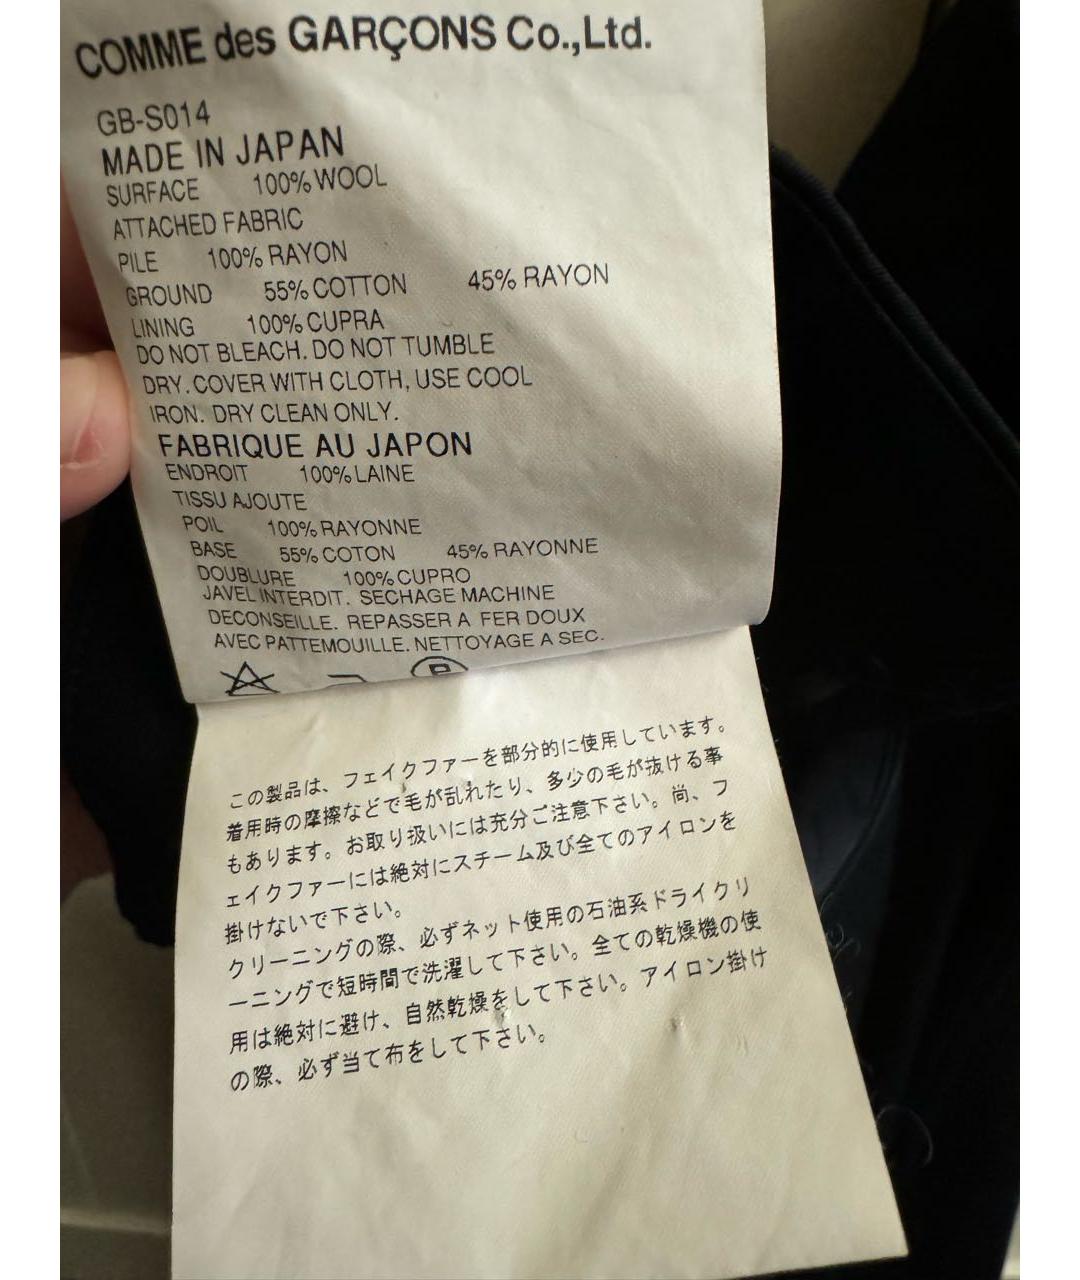 COMME des GARÇONS Co.,Ltd.
GB-S014
MADE IN JAPAN
SURFACE 100% WOOL
ATTACHED FABRIC
PILE 100% RAYON
GROUND 55% COTTON 45% RAYON
LINING 100% CUPRA
DO NOT BLEACH. DO NOT TUMBLE
DRY. COVER WITH CLOTH, USE COOL
IRON. DRY CLEAN ONLY.
FABRIQUE AU JAPON
ENDROIT 100% LAINE
TISSU AJOUTE
POIL 100% RAYONNE
BASE 55% COTON 45% RAYONNE
DOUBLURE 100% CUPRO
JAVEL INTERDIT. SECHAGE MACHINE
DECONSEILLE. REPASSER A FER DOUX
AVEC PATTEMOUILLE. NETTOYAGE A SEC.
P
この製品は、フェイクファーを部分的に使用しています。
着用時の摩擦などで毛が乱れたり、多少の毛が抜ける事
もあります。お取り扱いには充分ご注意下さい。尚、フ
ェイクファーには絶対にスチーム及び全てのアイロンを
掛けないで下さい。
クリーニングの際、必ずネット使用の石油系ドライクリ
ーニングで短時間で洗濯して下さい。全ての乾燥機の使
用は絶対に避け、自然乾燥をして下さい。アイロン掛け
の際、必ず当て布をして下さい。